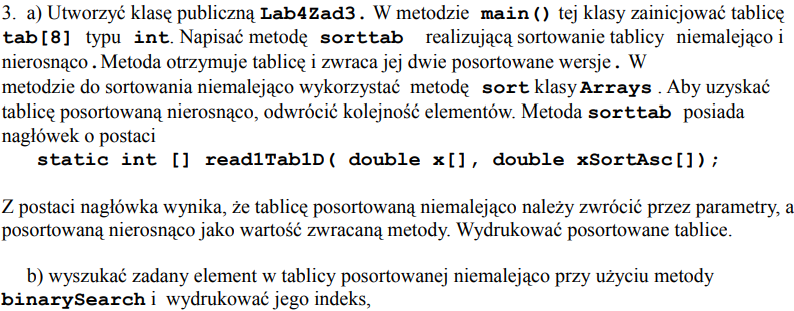 3. a) Utworzyć klasę publiczną Lab4Zad3. W metodzie main() tej klasy zainicjować tablicę
tab[8] typu int. Napisać metodę sorttab realizującą sortowanie tablicy niemalejąco i
nierosnąco. Metoda otrzymuje tablicę i zwraca jej dwie posortowane wersje. W
metodzie do sortowania niemalejąco wykorzystać metodę sort klasy Arrays . Aby uzyskać
tablicę posortowaną nierosnąco, odwrócić kolejność elementów. Metoda sorttab posiada
nagłówek o postaci
static int [] read1Tab1D( double x[], double xSortAsc[]);
Z postaci nagłówka wynika, że tablicę posortowaną niemalejąco należy zwrócić przez parametry, a
posortowaną nierosnąco jako wartość zwracaną metody. Wydrukować posortowane tablice.
b) wyszukać zadany element w tablicy posortowanej niemalejąco przy użyciu metody
binarySearch i wydrukować jego indeks,